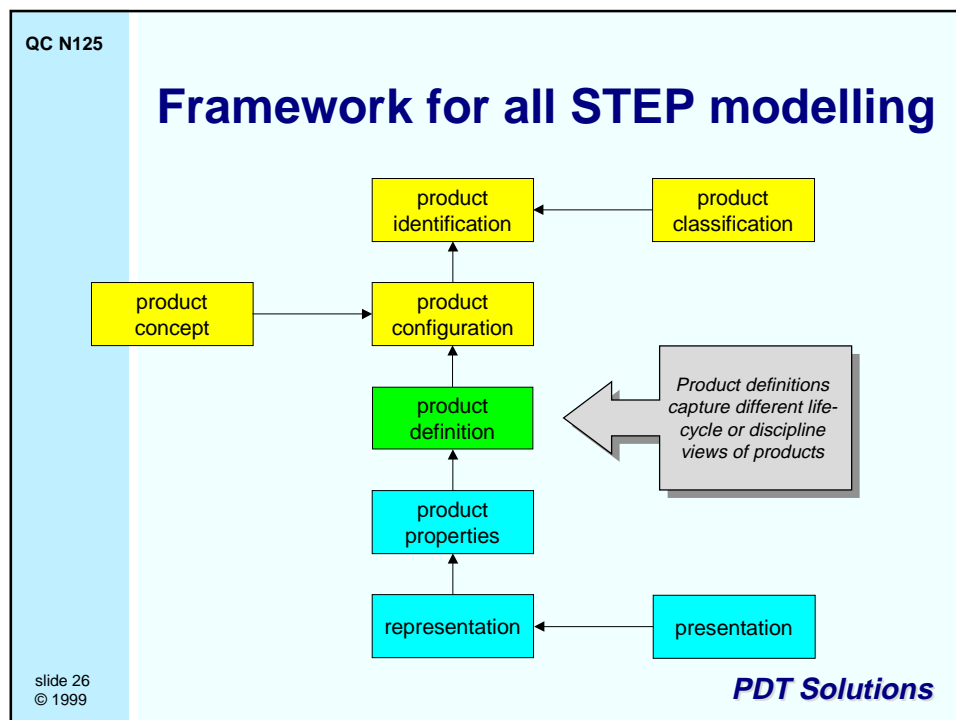 QC N125
Framework for all STEP modelling
product
identification
product
classification
product
concept
product
configuration
product
definition
Product definitions
capture different life-
cycle or discipline
views of products
product
properties
representation
presentation
slide 26
© 1999
PDT Solutions